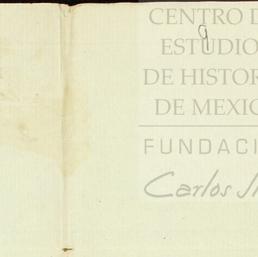 CENTRO D
9
ESTUDIO
DE HISTOR
DE MEXIC
FUNDACI
Carlos